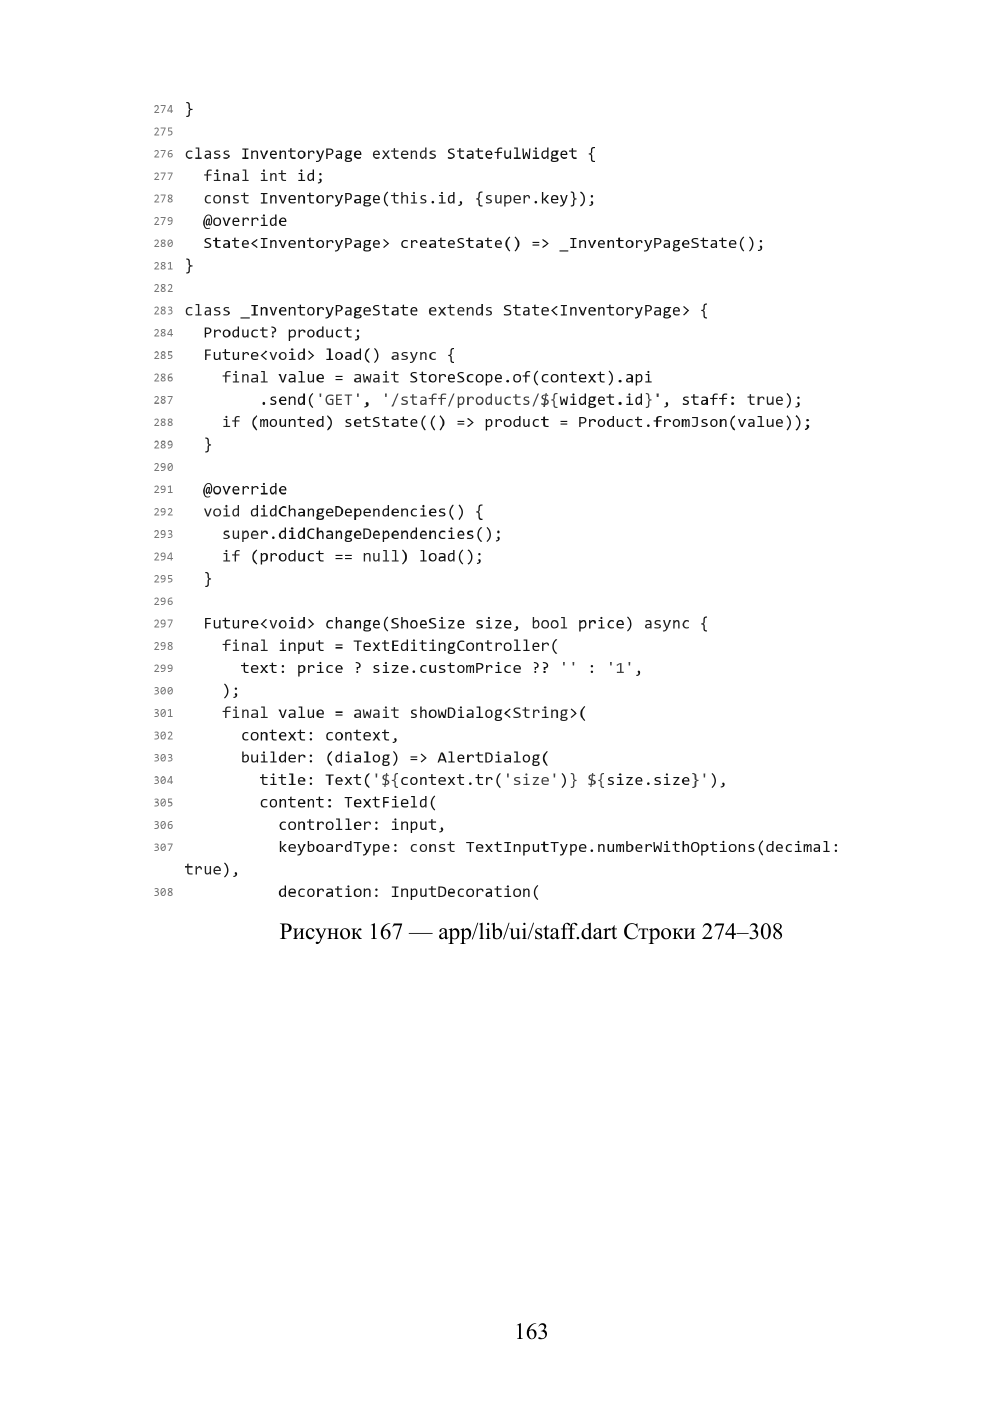 274 }
275
276 class InventoryPage extends StatefulWidget {
277   final int id;
278   const InventoryPage(this.id, {super.key});
279   @override
280   State<InventoryPage> createState() => _InventoryPageState();
281 }
282
283 class _InventoryPageState extends State<InventoryPage> {
284   Product? product;
285   Future<void> load() async {
286     final value = await StoreScope.of(context).api
287         .send('GET', '/staff/products/${widget.id}', staff: true);
288     if (mounted) setState(() => product = Product.fromJson(value));
289   }
290
291   @override
292   void didChangeDependencies() {
293     super.didChangeDependencies();
294     if (product == null) load();
295   }
296
297   Future<void> change(ShoeSize size, bool price) async {
298     final input = TextEditingController(
299       text: price ? size.customPrice ?? '' : '1',
300     );
301     final value = await showDialog<String>(
302       context: context,
303       builder: (dialog) => AlertDialog(
304         title: Text('${context.tr('size')} ${size.size}'),
305         content: TextField(
306           controller: input,
307           keyboardType: const TextInputType.numberWithOptions(decimal:
true),
308           decoration: InputDecoration(
Рисунок 167 — app/lib/ui/staff.dart Строки 274–308
163